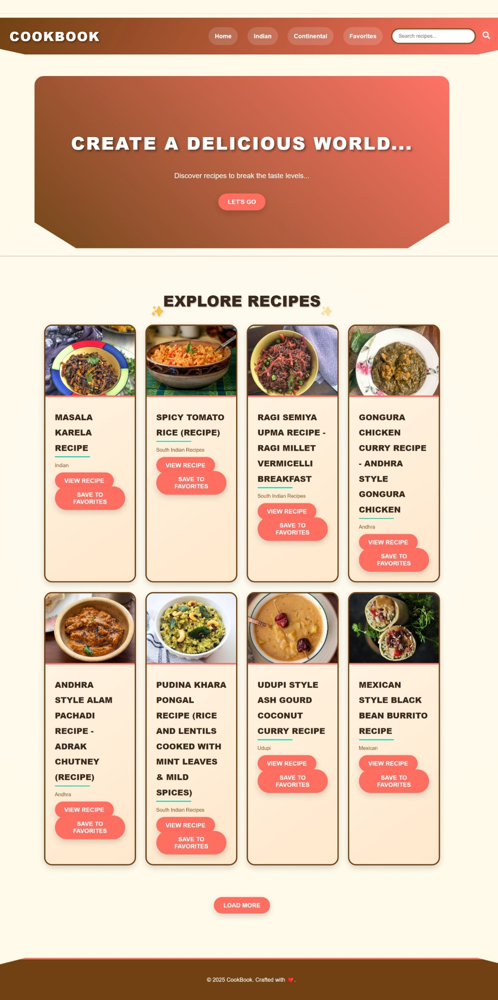 COOKBOOK
Home
Indian
Continental
Favorites
Search recipes...
CREATE A DELICIOUS WORLD...
Discover recipes to break the taste levels...
LET'S GO
EXPLORE RECIPES
MASALA
KARELA
RECIPE
Indian
VIEW RECIPE
SAVE TO
FAVORITES
SPICY TOMATO
RICE (RECIPE)
South Indian Recipes
VIEW RECIPE
SAVE TO
FAVORITES
RAGI SEMIYA
UPMA RECIPE -
RAGI MILLET
VERMICELLI
BREAKFAST
South Indian Recipes
VIEW RECIPE
SAVE TO
FAVORITES
GONGURA
CHICKEN
CURRY RECIPE
- ANDHRA
STYLE
GONGURA
CHICKEN
Andhra
VIEW RECIPE
SAVE TO
FAVORITES
ANDHRA
STYLE ALAM
PACHADI
RECIPE -
ADRAK
CHUTNEY
(RECIPE)
Andhra
VIEW RECIPE
SAVE TO
FAVORITES
PUDINA KHARA
PONGAL
RECIPE (RICE
AND LENTILS
COOKED WITH
MINT LEAVES
& MILD
SPICES)
South Indian Recipes
VIEW RECIPE
SAVE TO
FAVORITES
UDUPI STYLE
ASH GOURD
COCONUT
CURRY RECIPE
Udupi
VIEW RECIPE
SAVE TO
FAVORITES
MEXICAN
STYLE BLACK
BEAN BURRITO
RECIPE
Mexican
VIEW RECIPE
SAVE TO
FAVORITES
LOAD MORE
© 2025 CookBook. Crafted with ❤️.